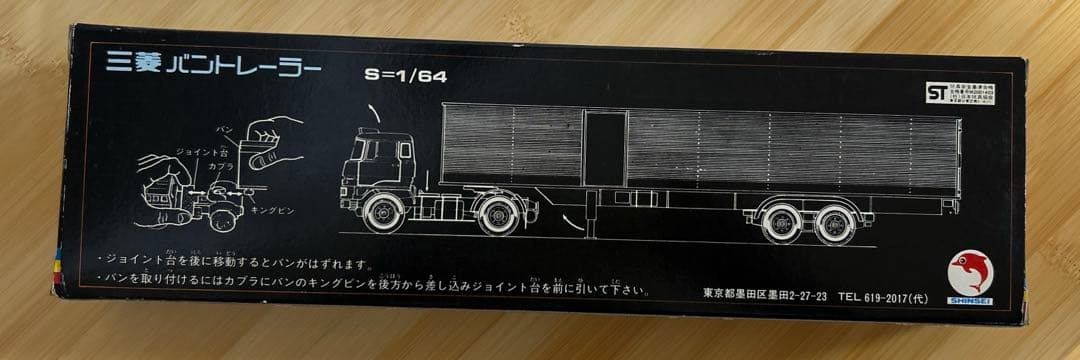 三菱 バントレーラー
S=1/64
ST
バン
ジョイント台
カプラ
キングピン
・ジョイント台を後に移動するとバンがはずれます。
・バンを取り付けるにはカプラにバンのキングピンを後方から差し込みジョイント台を前に引いて下さい。
東京都墨田区墨田2-27-23 TEL 619-2017(代)
SHINSEI